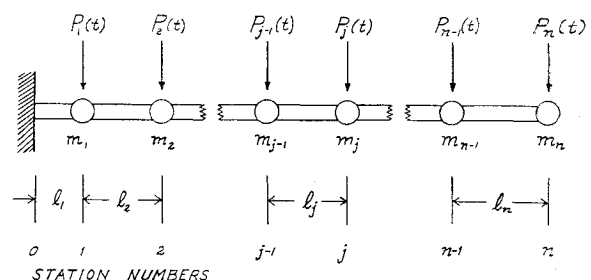 P₁(t) P₂(t) Pⱼ₋₁(t) Pⱼ(t) Pₙ₋₁(t) Pₙ(t)
m₁ m₂ mⱼ₋₁ mⱼ mₙ₋₁ mₙ
ℓ₁ ℓ₂ ℓⱼ ℓₙ
0 1 2 j-1 j n-1 n
STATION NUMBERS